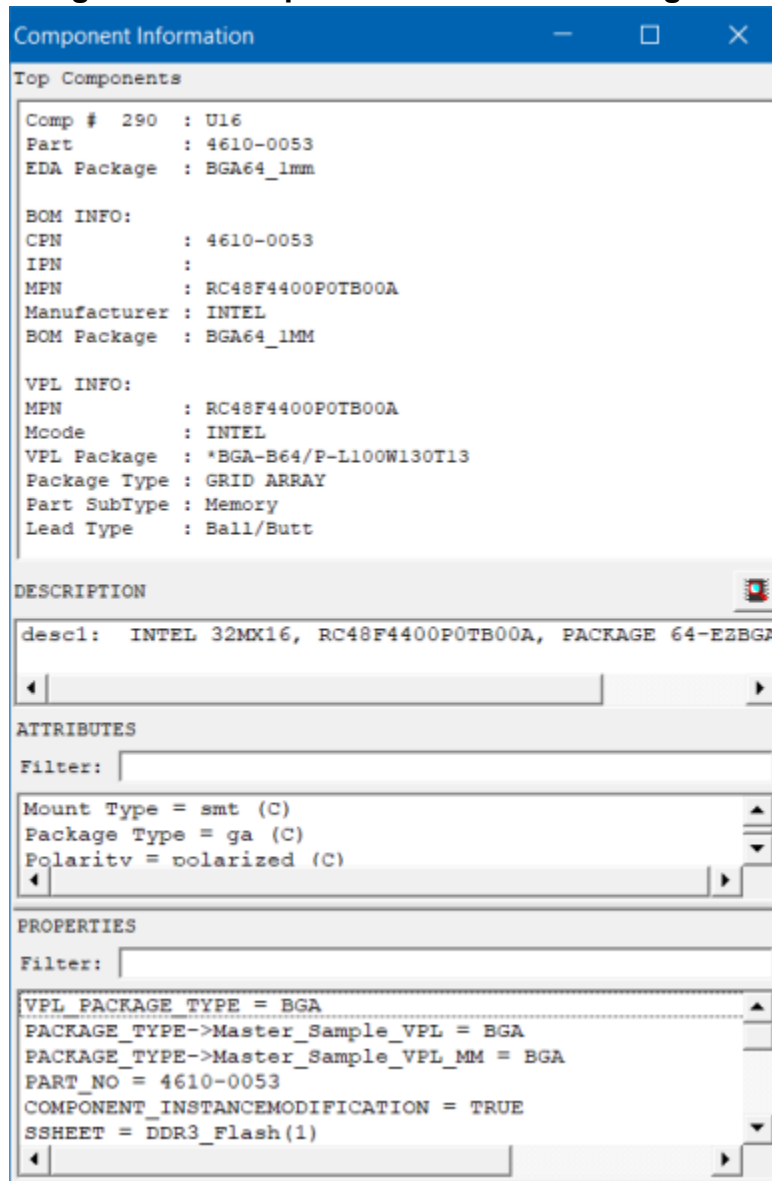 Component Information
Top Components
Comp #  290  : U16
Part         : 4610-0053
EDA Package  : BGA64_1mm
BOM INFO:
CPN          : 4610-0053
IPN          :
MPN          : RC48F4400P0TB00A
Manufacturer : INTEL
BOM Package  : BGA64_1MM
VPL INFO:
MPN          : RC48F4400P0TB00A
Mcode        : INTEL
VPL Package  : *BGA-B64/P-L100W130T13
Package Type : GRID ARRAY
Part SubType : Memory
Lead Type    : Ball/Butt
DESCRIPTION
desc1:  INTEL 32MX16, RC48F4400P0TB00A, PACKAGE 64-EZBGA
ATTRIBUTES
Filter:
Mount Type = smt (C)
Package Type = ga (C)
Polarity = polarized (C)
PROPERTIES
Filter:
VPL_PACKAGE_TYPE = BGA
PACKAGE_TYPE->Master_Sample_VPL = BGA
PACKAGE_TYPE->Master_Sample_VPL_MM = BGA
PART_NO = 4610-0053
COMPONENT_INSTANCEMODIFICATION = TRUE
SSHEET = DDR3_Flash(1)